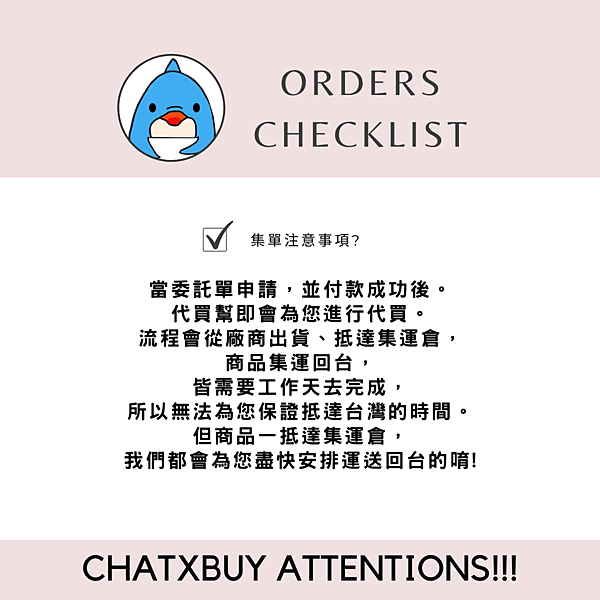 ORDERS
CHECKLIST
集單注意事項?
當委託單申請，並付款成功後。
代買幫即會為您進行代買。
流程會從廠商出貨、抵達集運倉，
商品集運回台，
皆需要工作天去完成，
所以無法為您保證抵達台灣的時間。
但商品一抵達集運倉，
我們都會為您盡快安排運送回台的唷!
CHATXBUY ATTENTIONS!!!